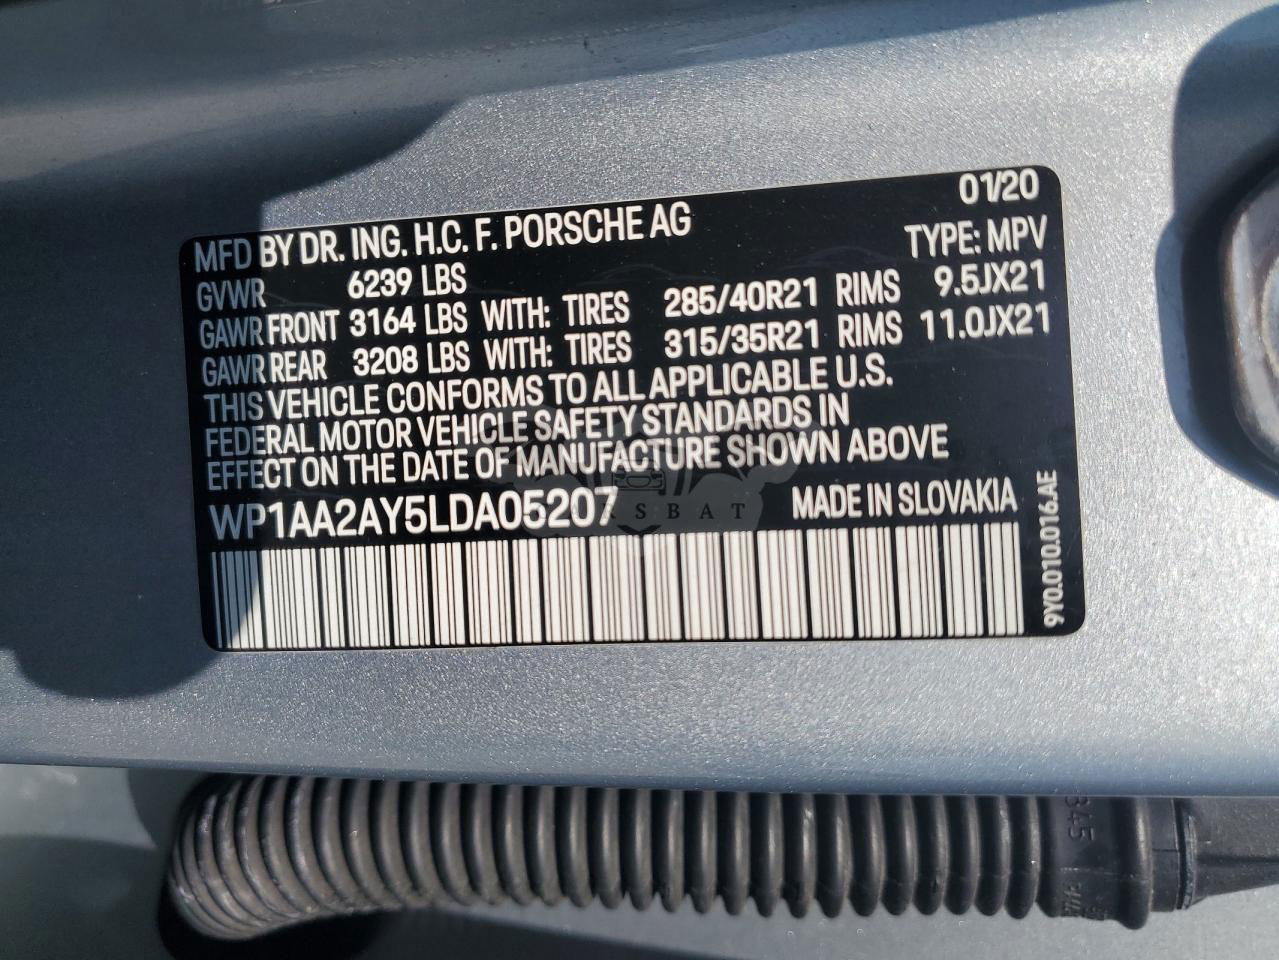 01/20
MFD BY DR. ING. H.C. F. PORSCHE AG
TYPE: MPV
GVWR 6239 LBS
GAWR FRONT 3164 LBS WITH: TIRES 285/40R21 RIMS 9.5JX21
GAWR REAR 3208 LBS WITH: TIRES 315/35R21 RIMS 11.0JX21
THIS VEHICLE CONFORMS TO ALL APPLICABLE U.S.
FEDERAL MOTOR VEHICLE SAFETY STANDARDS IN
EFFECT ON THE DATE OF MANUFACTURE SHOWN ABOVE
WP1AA2AY5LDA05207 MADE IN SLOVAKIA
9Y0.010.016.AE
345